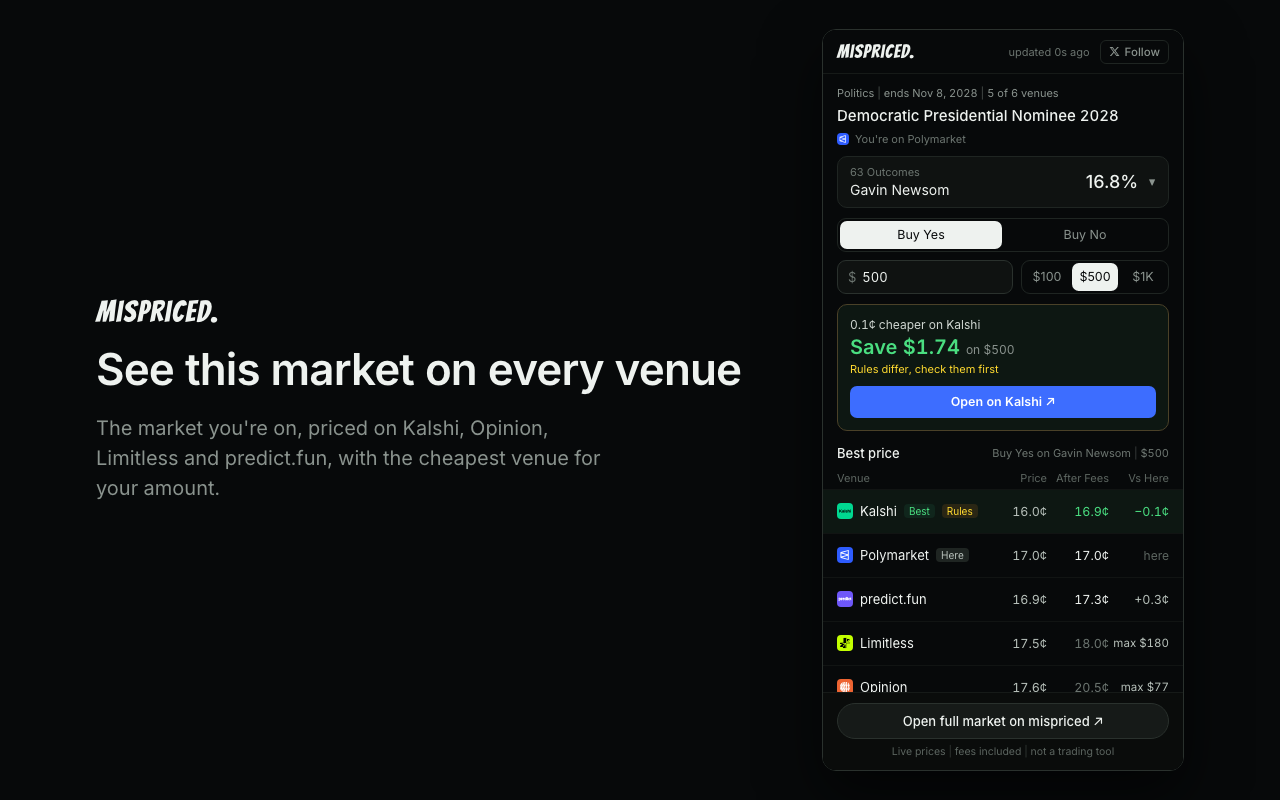 MISPRICED.
See this market on every venue
The market you're on, priced on Kalshi, Opinion,
Limitless and predict.fun, with the cheapest venue for
your amount.
MISPRICED.
updated 0s ago
𝕏 Follow
Politics | ends Nov 8, 2028 | 5 of 6 venues
Democratic Presidential Nominee 2028
You're on Polymarket
63 Outcomes
Gavin Newsom
16.8% ▾
Buy Yes
Buy No
$ 500
$100 $500 $1K
0.1¢ cheaper on Kalshi
Save $1.74 on $500
Rules differ, check them first
Open on Kalshi ↗
Best price
Buy Yes on Gavin Newsom | $500
Venue Price After Fees Vs Here
Kalshi Best Rules 16.0¢ 16.9¢ −0.1¢
Polymarket Here 17.0¢ 17.0¢ here
predict.fun 16.9¢ 17.3¢ +0.3¢
Limitless 17.5¢ 18.0¢ max $180
Opinion 17.6¢ 20.5¢ max $77
Open full market on mispriced ↗
Live prices | fees included | not a trading tool